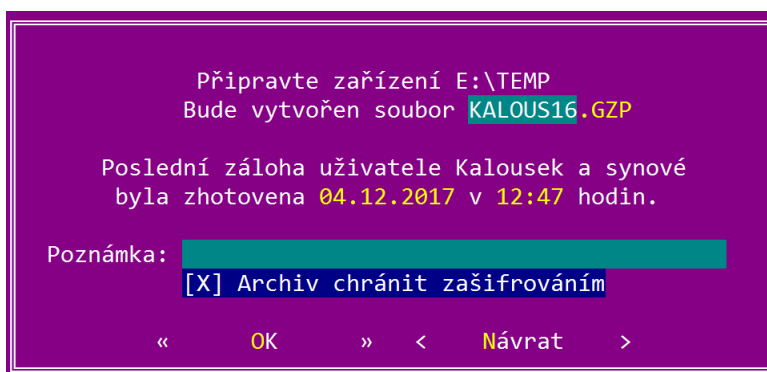 Připravte zařízení E:\TEMP
Bude vytvořen soubor KALOUS16.GZP
Poslední záloha uživatele Kalousek a synové
byla zhotovena 04.12.2017 v 12:47 hodin.
Poznámka:
[X] Archiv chránit zašifrováním
« OK » < Návrat >